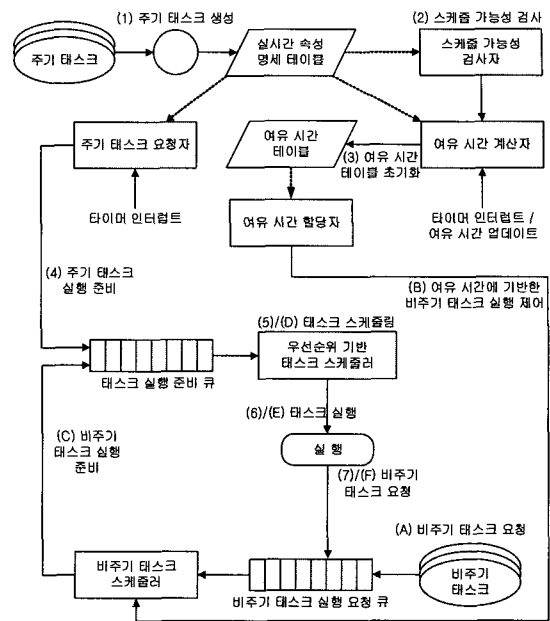 (1) 주기 태스크 생성
(2) 스케줄 가능성 검사
주기 태스크
실시간 속성
명세 테이블
스케줄 가능성
검사자
주기 태스크 요청자
여유 시간
테이블
(3) 여유 시간
테이블 초기화
여유 시간 계산자
타이머 인터럽트
여유 시간 할당자
타이머 인터럽트 /
여유 시간 업데이트
(4) 주기 태스크
실행 준비
(B) 여유 시간에 기반한
비주기 태스크 실행 제어
(5)/(D) 태스크 스케줄링
우선순위 기반
태스크 스케줄러
태스크 실행 준비 큐
(6)/(E) 태스크 실행
(C) 비주기
태스크 실행
준비
실 행
(7)/(F) 비주기
태스크 요청
(A) 비주기 태스크 요청
비주기 태스크
스케줄러
비주기
태스크
비주기 태스크 실행 요청 큐